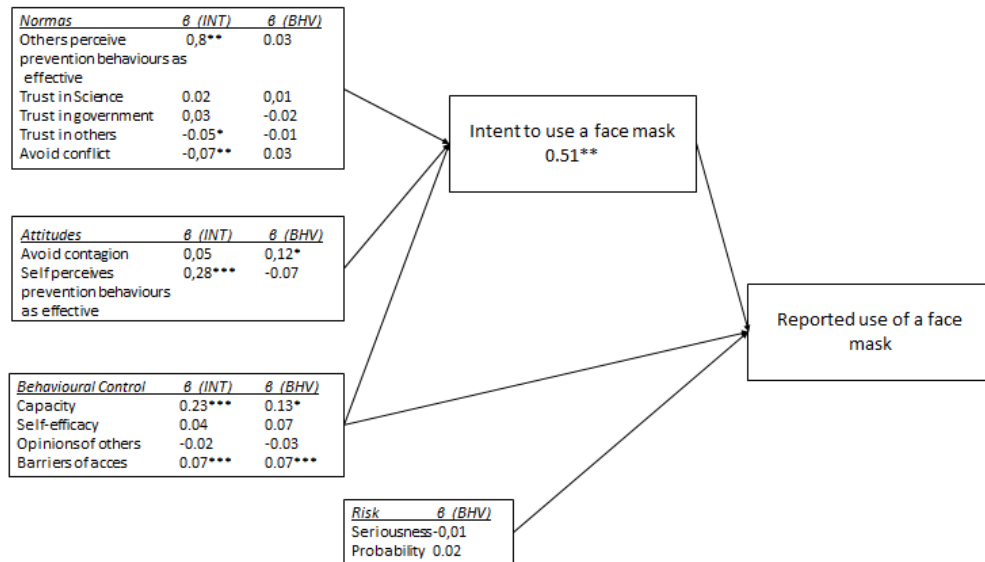 Normas β (INT) β (BHV)
Others perceive 0,8** 0.03
prevention behaviours as
effective
Trust in Science 0.02 0,01
Trust in government 0,03 -0.02
Trust in others -0.05* -0.01
Avoid conflict -0,07** 0.03
Intent to use a face mask
0.51**
Attitudes β (INT) β (BHV)
Avoid contagion 0,05 0,12*
Self perceives 0,28*** -0.07
prevention behaviours
as effective
Reported use of a face
mask
Behavioural Control β (INT) β (BHV)
Capacity 0.23*** 0.13*
Self-efficacy 0.04 0.07
Opinions of others -0.02 -0.03
Barriers of acces 0.07*** 0.07***
Risk β (BHV)
Seriousness -0,01
Probability 0.02